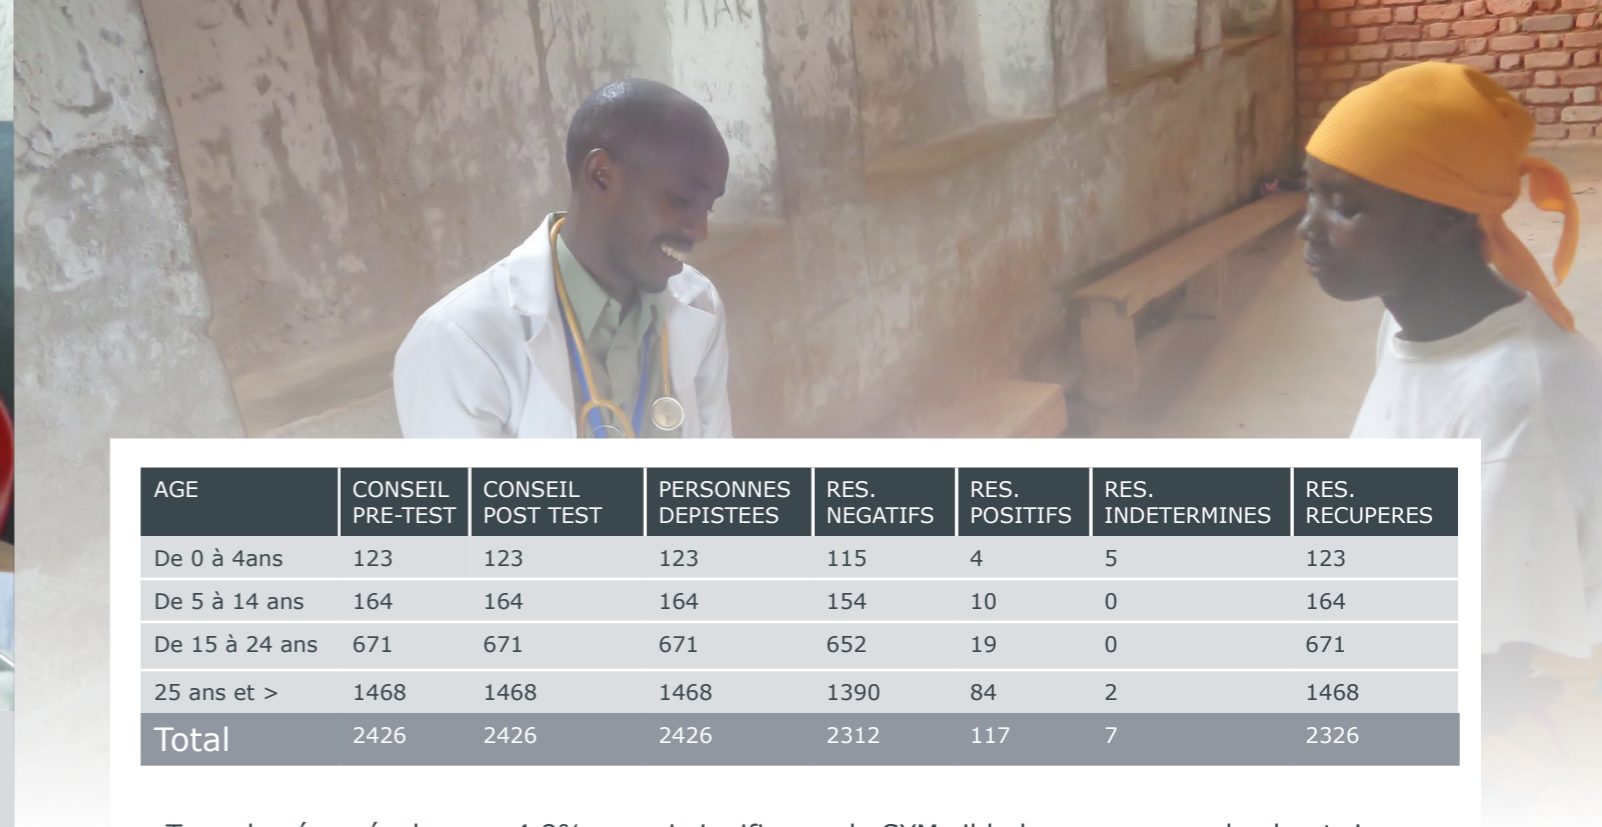 AGE CONSEIL PRE-TEST CONSEIL POST TEST PERSONNES DEPISTEES RES. NEGATIFS RES. POSITIFS RES. INDETERMINES RES. RECUPERES
De 0 à 4ans 123 123 123 115 4 5 123
De 5 à 14 ans 164 164 164 154 10 0 164
De 15 à 24 ans 671 671 671 652 19 0 671
25 ans et > 1468 1468 1468 1390 84 2 1468
Total 2426 2426 2426 2312 117 7 2326